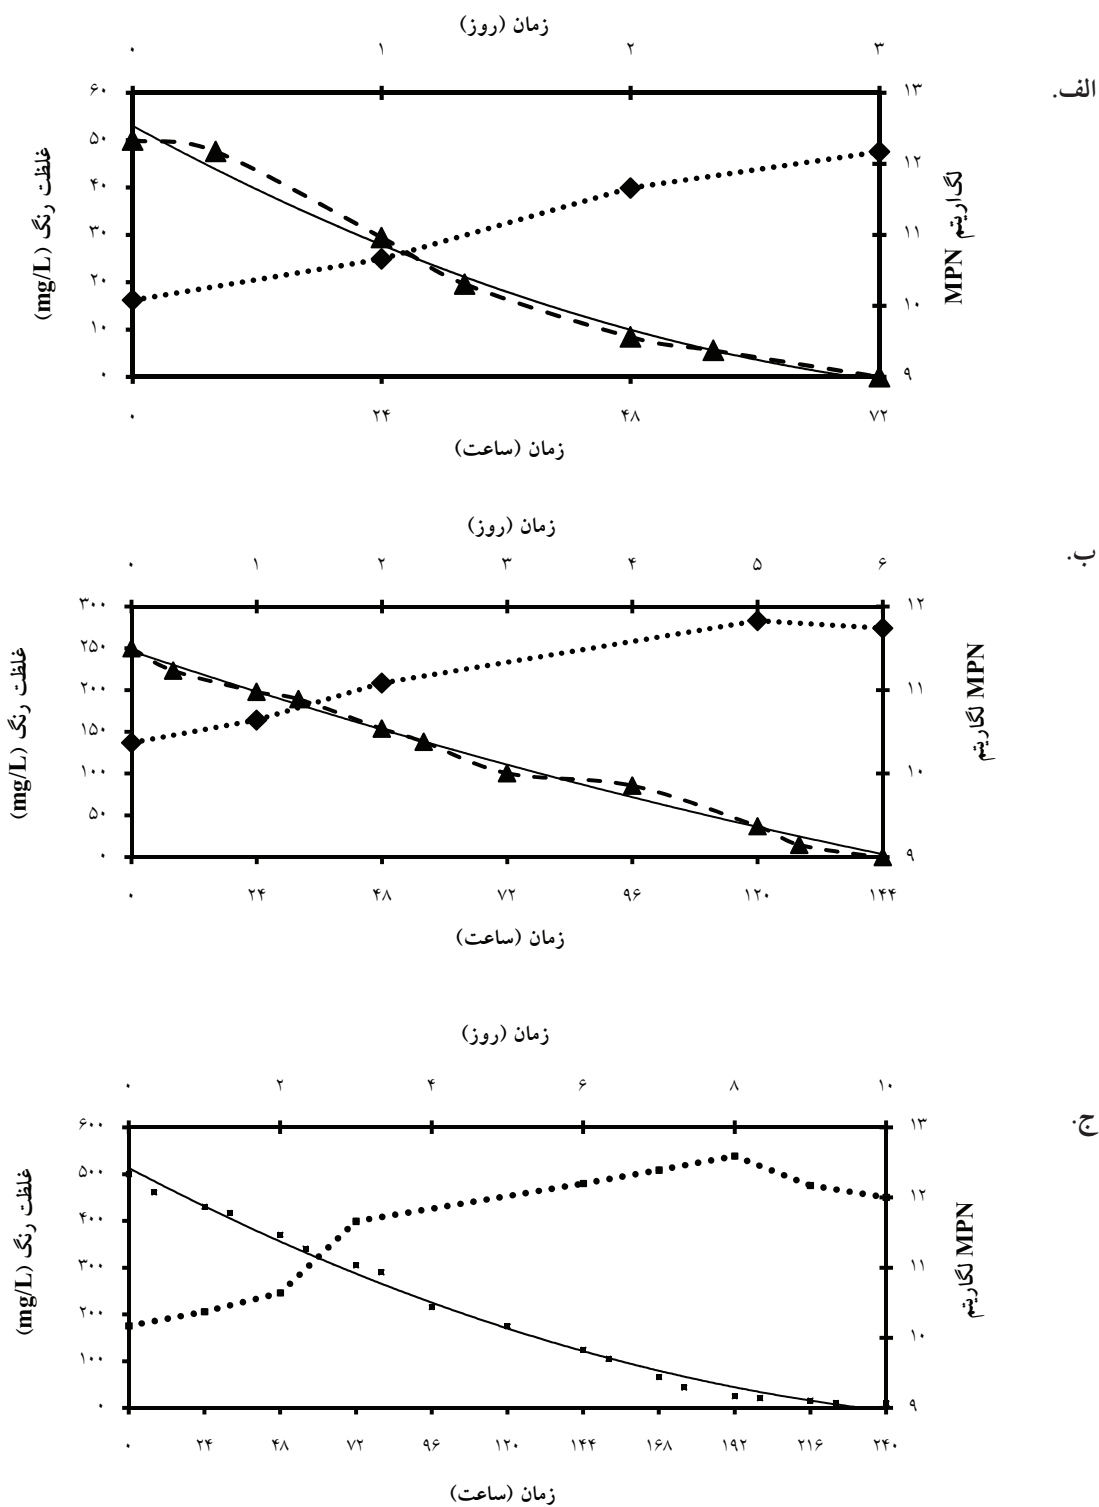 زمان (روز)
۰ ۱ ۲ ۳
الف.
۶۰
۵۰
۴۰
۳۰
۲۰
۱۰
۰
غلظت رنگ (mg/L)
۱۳
۱۲
۱۱
۱۰
۹
لگاریتم MPN
۰ ۲۴ ۴۸ ۷۲
زمان (ساعت)
زمان (روز)
۰ ۱ ۲ ۳ ۴ ۵ ۶
ب.
۳۰۰
۲۵۰
۲۰۰
۱۵۰
۱۰۰
۵۰
۰
غلظت رنگ (mg/L)
۱۲
۱۱
۱۰
۹
لگاریتم MPN
۰ ۲۴ ۴۸ ۷۲ ۹۶ ۱۲۰ ۱۴۴
زمان (ساعت)
زمان (روز)
۰ ۲ ۴ ۶ ۸ ۱۰
ج.
۶۰۰
۵۰۰
۴۰۰
۳۰۰
۲۰۰
۱۰۰
۰
غلظت رنگ (mg/L)
۱۳
۱۲
۱۱
۱۰
۹
لگاریتم MPN
۰ ۲۴ ۴۸ ۷۲ ۹۶ ۱۲۰ ۱۴۴ ۱۶۸ ۱۹۲ ۲۱۶ ۲۴۰
زمان (ساعت)